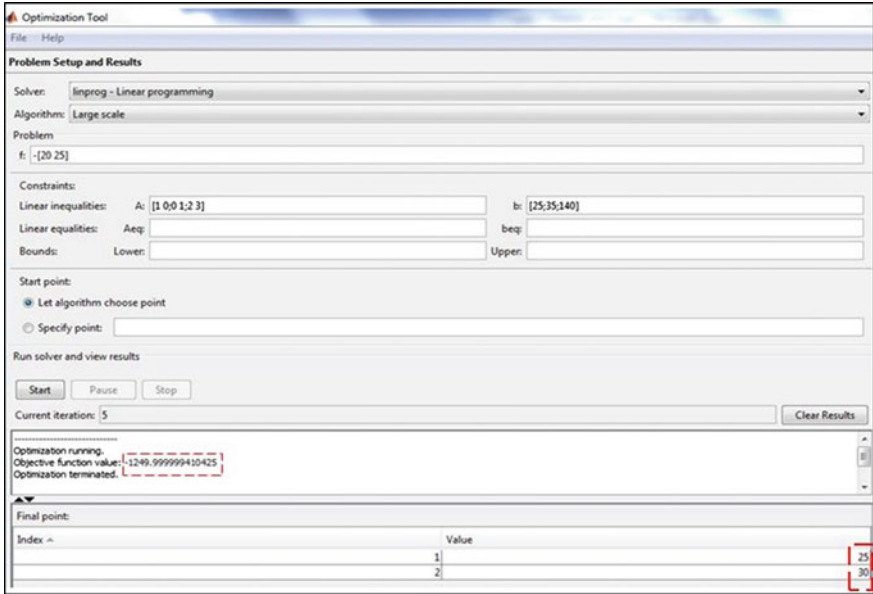 Optimization Tool
File Help
Problem Setup and Results
Solver: linprog - Linear programming
Algorithm: Large scale
Problem
f: -[20 25]
Constraints:
Linear inequalities: A: [1 0;0 1;2 3] b: [25;35;140]
Linear equalities: Aeq: beq:
Bounds: Lower: Upper:
Start point:
Let algorithm choose point
Specify point:
Run solver and view results
Start Pause Stop
Current iteration: 5 Clear Results
Optimization running.
Objective function value: -1249.999999410425
Optimization terminated.
Final point:
Index Value
1 25
2 30